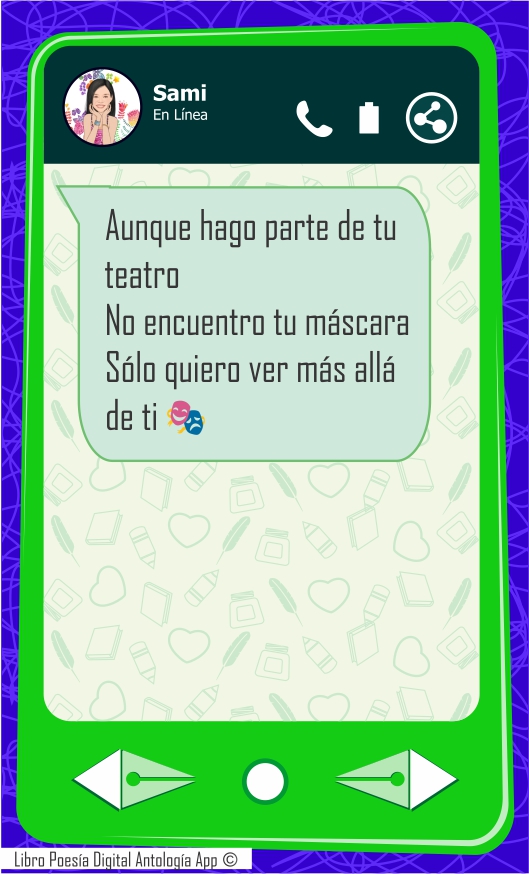 Sami
En Línea
Aunque hago parte de tu
teatro
No encuentro tu máscara
Sólo quiero ver más allá
de ti 🎭
Libro Poesía Digital Antología App ©